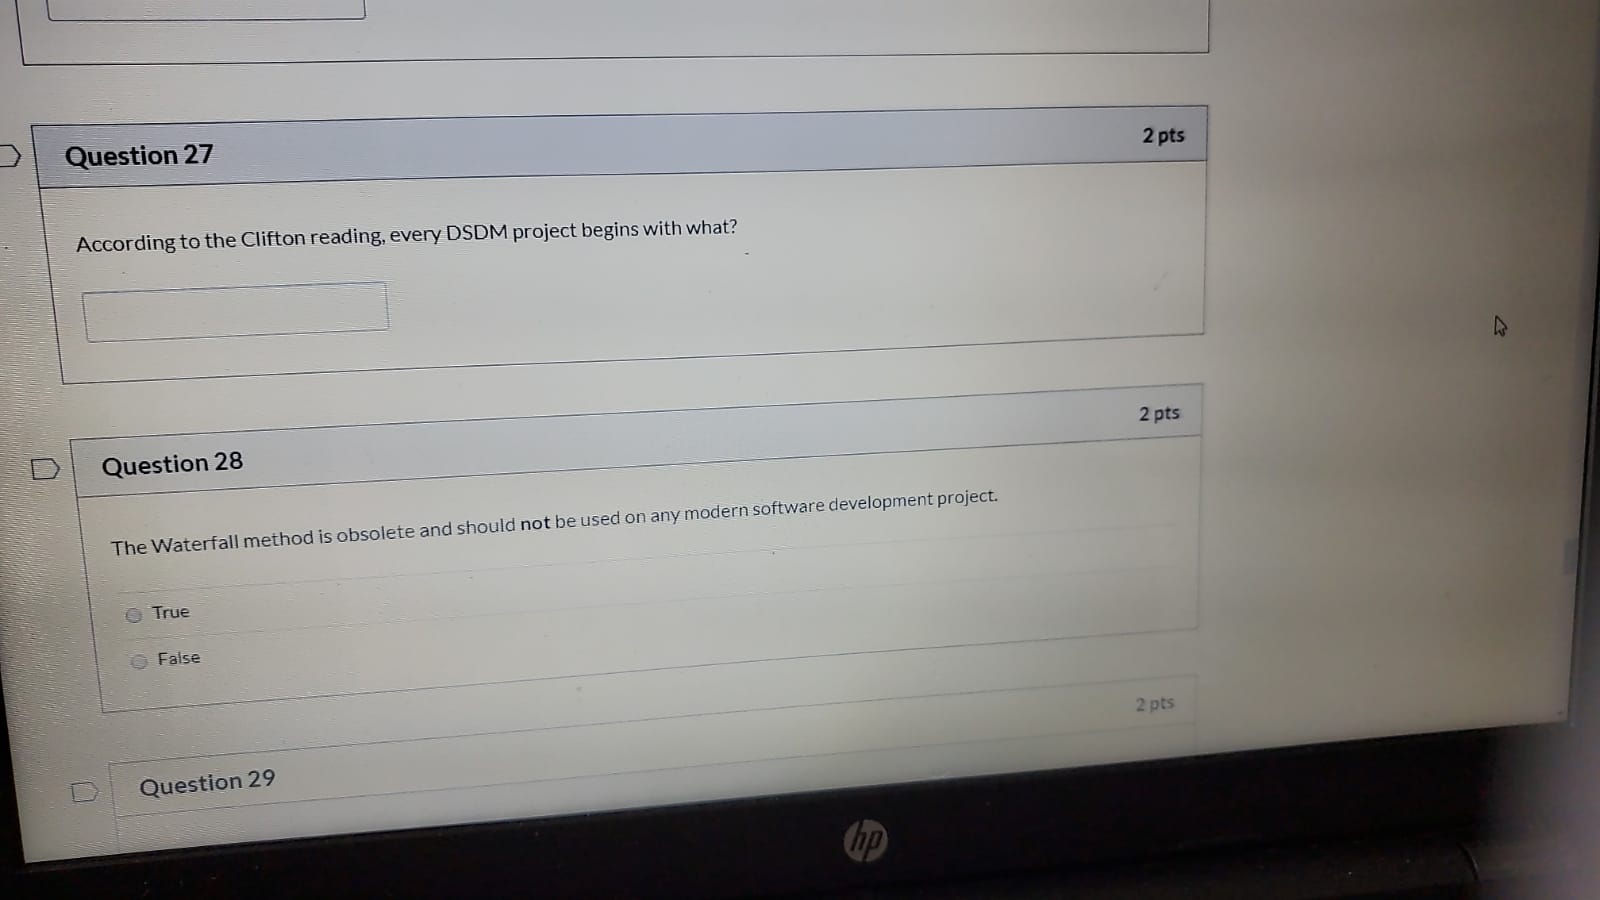 Question 27
2 pts
According to the Clifton reading, every DSDM project begins with what?
Question 28
2 pts
The Waterfall method is obsolete and should not be used on any modern software development project.
True
False
Question 29
2 pts
hp